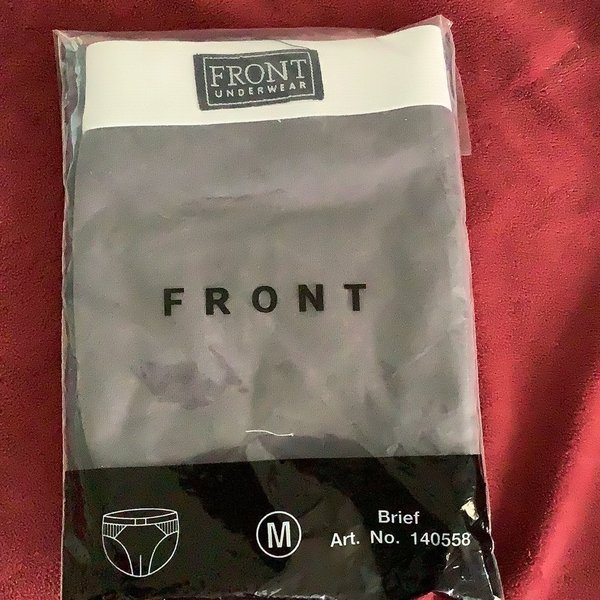 FRONT
UNDERWEAR
FRONT
M
Brief
Art. No. 140558